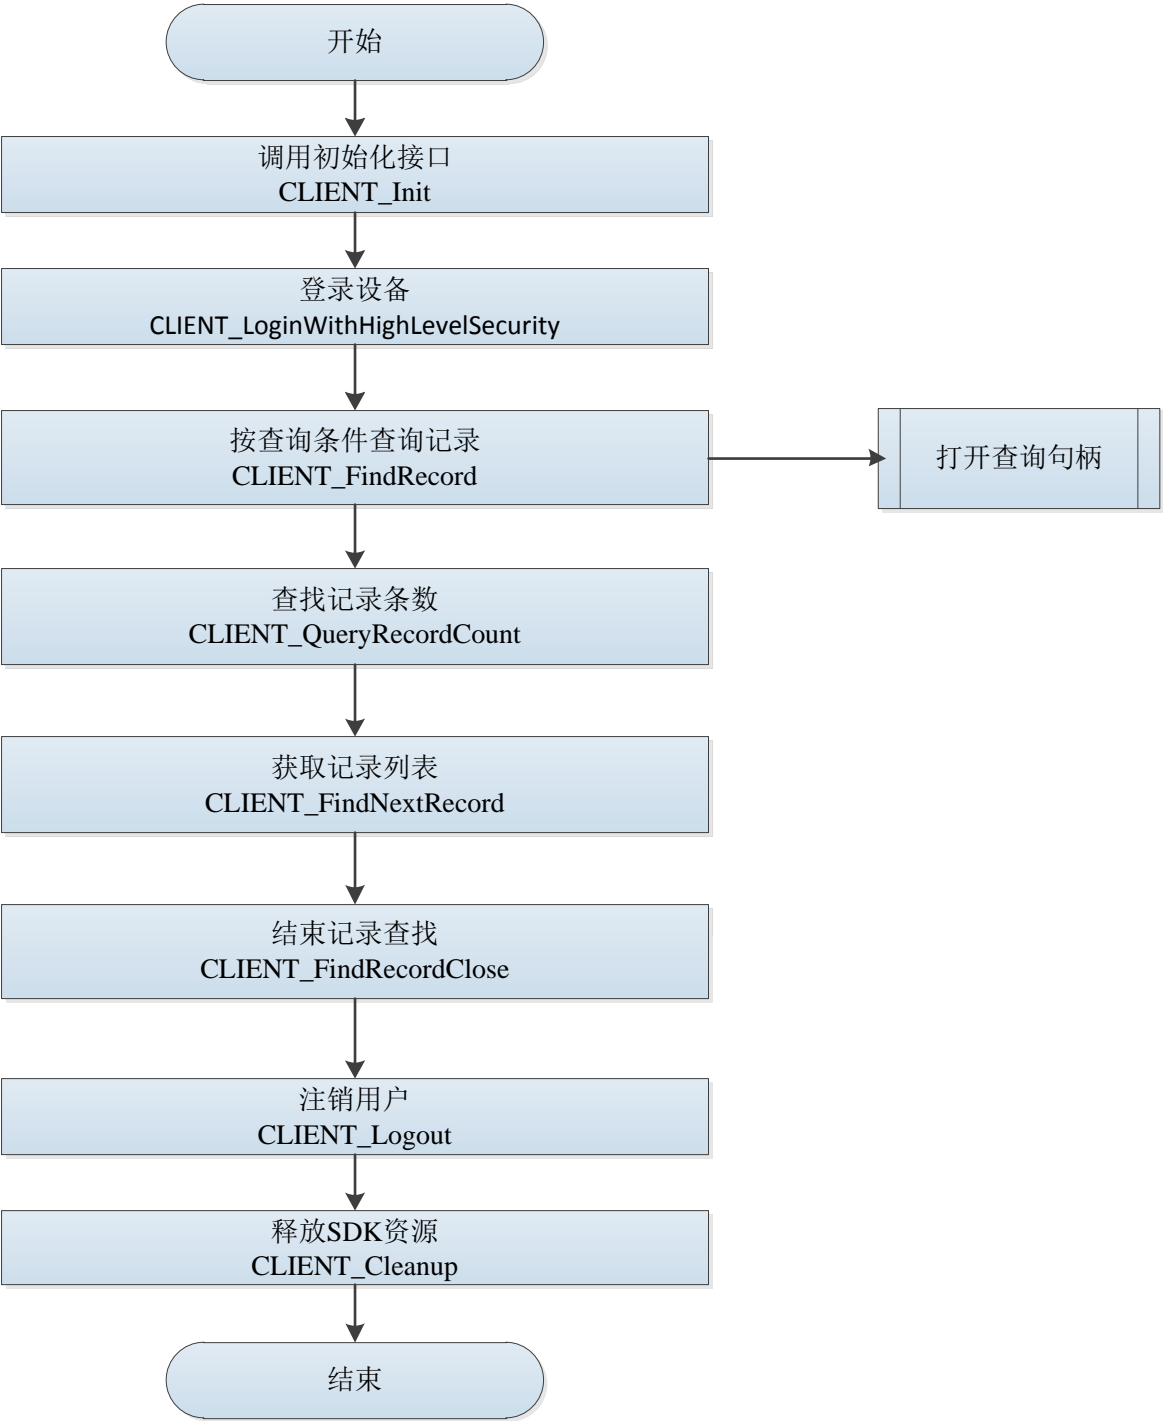 开始
调用初始化接口
CLIENT_Init
登录设备
CLIENT_LoginWithHighLevelSecurity
按查询条件查询记录
CLIENT_FindRecord
打开查询句柄
查找记录条数
CLIENT_QueryRecordCount
获取记录列表
CLIENT_FindNextRecord
结束记录查找
CLIENT_FindRecordClose
注销用户
CLIENT_Logout
释放SDK资源
CLIENT_Cleanup
结束